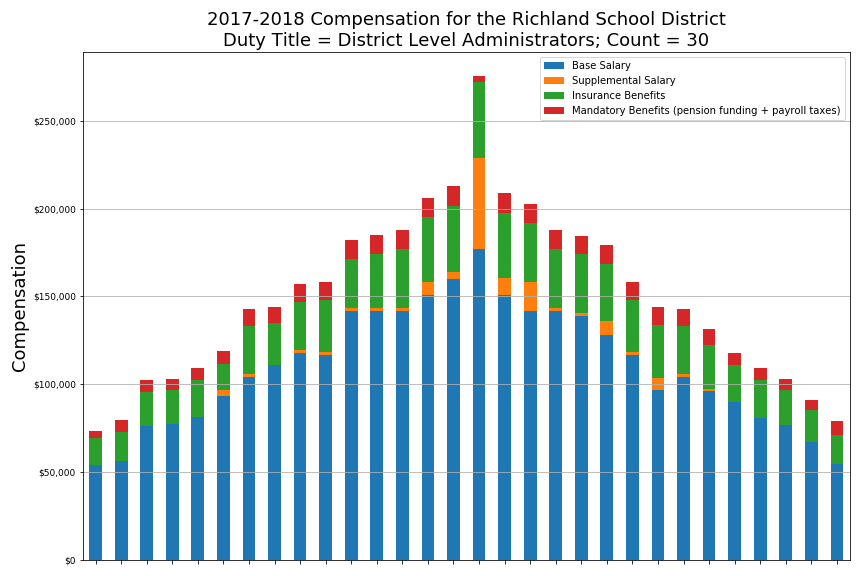 2017-2018 Compensation for the Richland School District
Duty Title = District Level Administrators; Count = 30
Base Salary
Supplemental Salary
Insurance Benefits
Mandatory Benefits (pension funding + payroll taxes)
$250,000
$200,000
$150,000
$100,000
$50,000
$0
Compensation